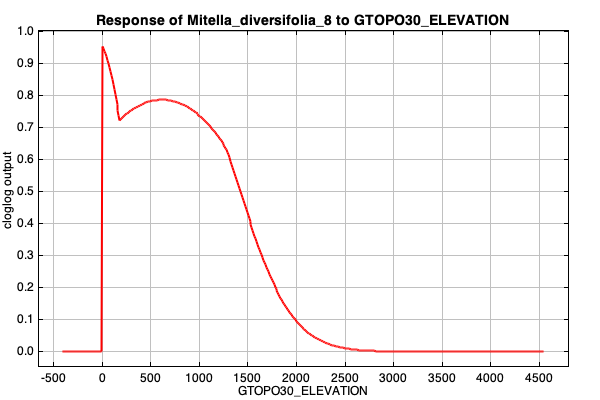 Response of Mitella_diversifolia_8 to GTOPO30_ELEVATION
cloglog output
1.0
0.9
0.8
0.7
0.6
0.5
0.4
0.3
0.2
0.1
0.0
-500 0 500 1000 1500 2000 2500 3000 3500 4000 4500
GTOPO30_ELEVATION